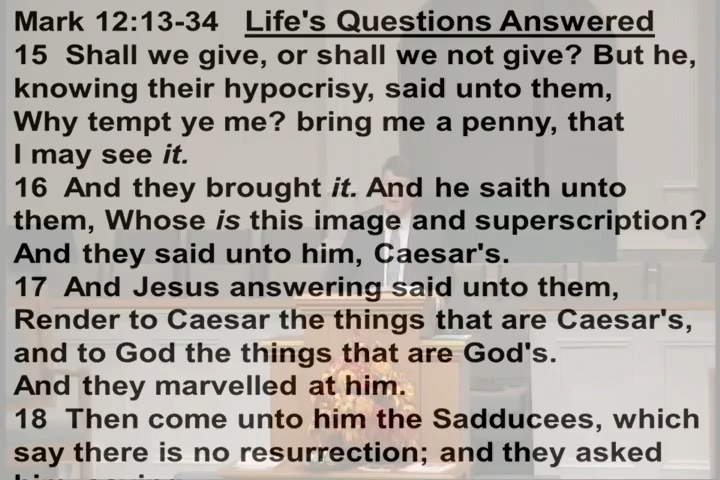 Mark 12:13-34 Life's Questions Answered
15 Shall we give, or shall we not give? But he,
knowing their hypocrisy, said unto them,
Why tempt ye me? bring me a penny, that
I may see it.
16 And they brought it. And he saith unto
them, Whose is this image and superscription?
And they said unto him, Caesar's.
17 And Jesus answering said unto them,
Render to Caesar the things that are Caesar's,
and to God the things that are God's.
And they marvelled at him.
18 Then come unto him the Sadducees, which
say there is no resurrection; and they asked